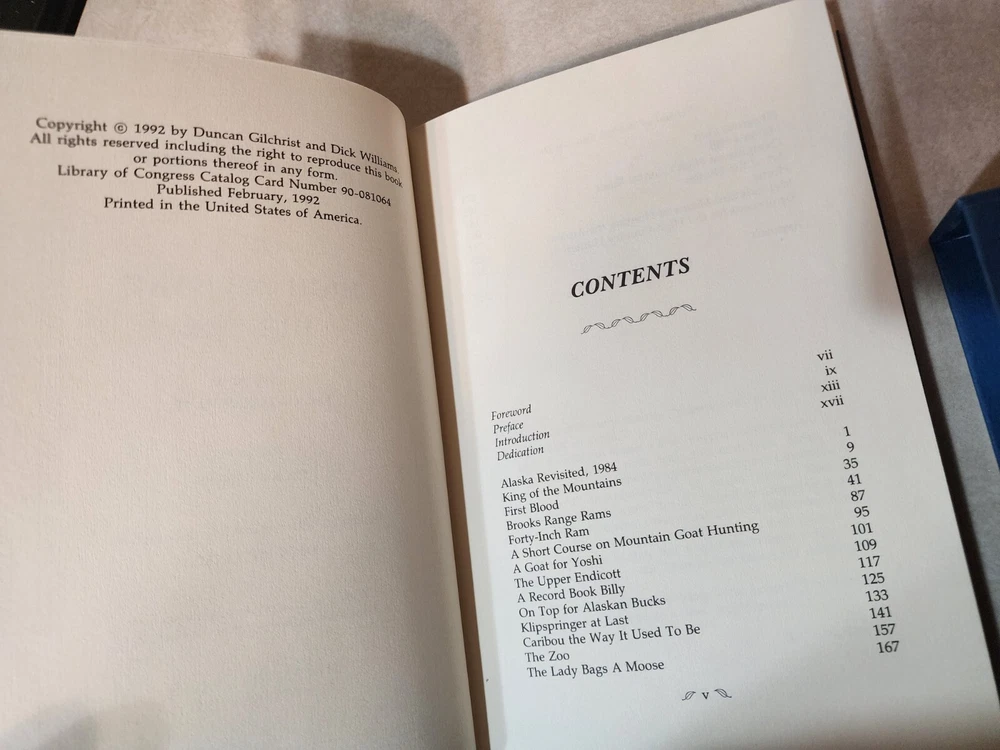 Copyright © 1992 by Duncan Gilchrist and Dick Williams.
All rights reserved including the right to reproduce this book
or portions thereof in any form.
Library of Congress Catalog Card Number 90-081064
Published February, 1992
Printed in the United States of America.
CONTENTS
Foreword vii
Preface ix
Introduction xiii
Dedication xvii
Alaska Revisited, 1984 1
King of the Mountains 9
First Blood 35
Brooks Range Rams 41
Forty-Inch Ram 87
A Short Course on Mountain Goat Hunting 95
A Goat for Yoshi 101
The Upper Endicott 109
A Record Book Billy 117
On Top for Alaskan Bucks 125
Klipspringer at Last 133
Caribou the Way It Used To Be 141
The Zoo 157
The Lady Bags A Moose 167
v